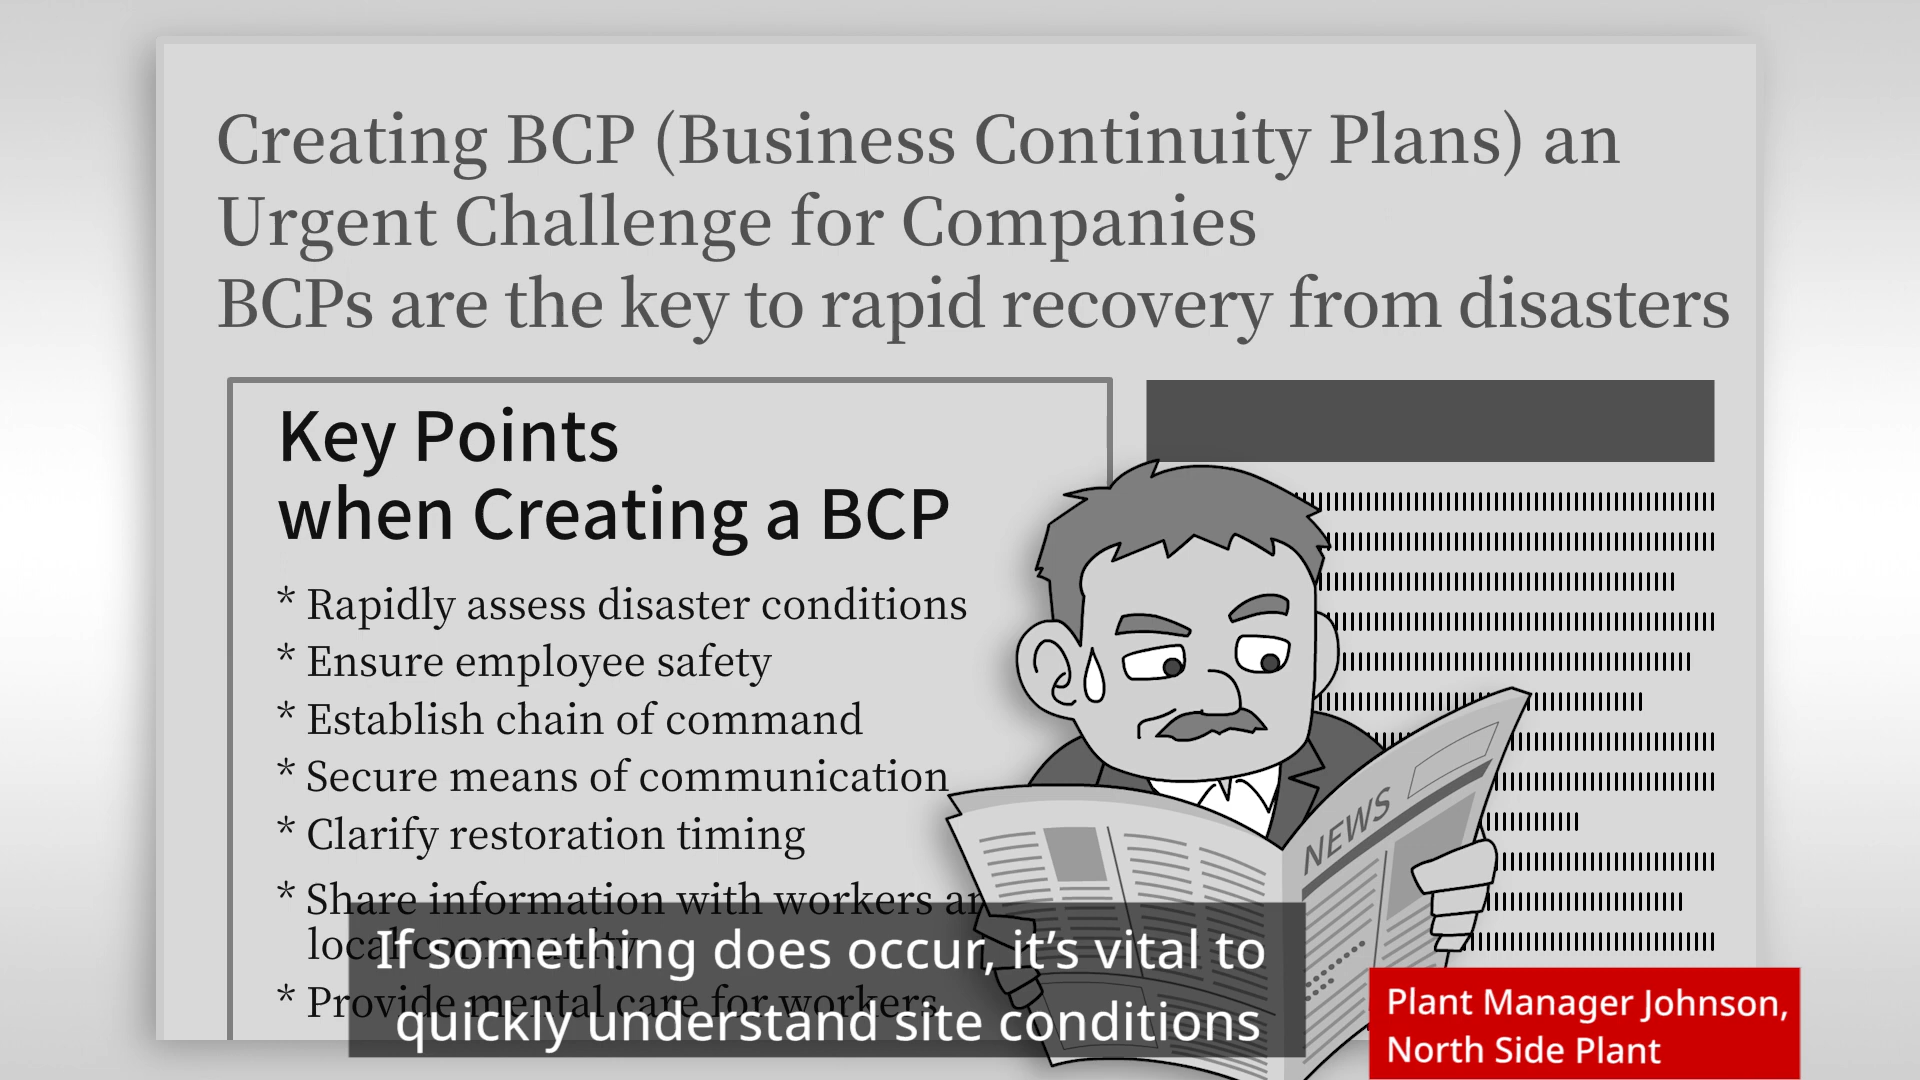 Creating BCP (Business Continuity Plans) an
Urgent Challenge for Companies
BCPs are the key to rapid recovery from disasters
Key Points
when Creating a BCP
* Rapidly assess disaster conditions
* Ensure employee safety
* Establish chain of command
* Secure means of communication
* Clarify restoration timing
* Share information with workers
local community
* Provide mental care for workers
NEWS
If something does occur, it’s vital to
quickly understand site conditions
Plant Manager Johnson,
North Side Plant